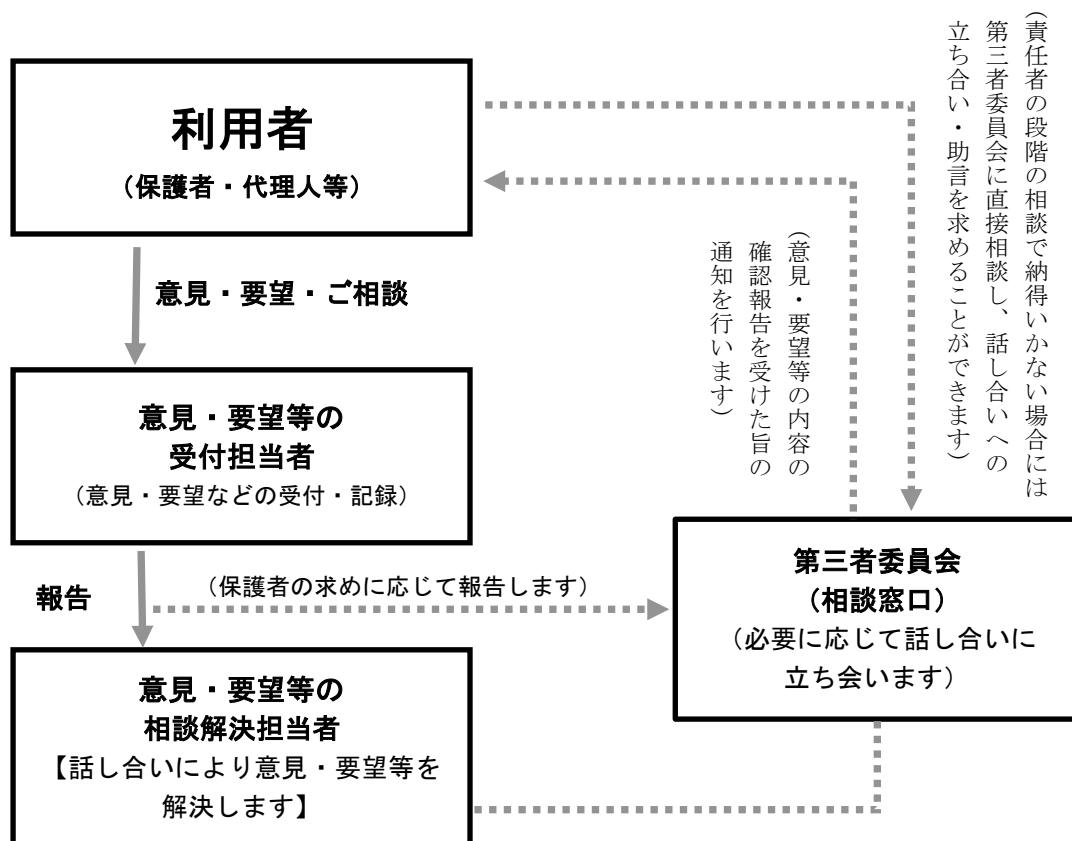 利用者
（保護者・代理人等）
意見・要望・ご相談
意見・要望等の
受付担当者
（意見・要望などの受付・記録）
報告
（保護者の求めに応じて報告します）
意見・要望等の
相談解決担当者
【話し合いにより意見・要望等を
解決します】
（責任者の段階の相談で納得いかない場合には
第三者委員会に直接相談し、話し合いへの
立ち合い・助言を求めることができます）
（意見・要望等の内容の
確認報告を受けた旨の
通知を行います）
第三者委員会
（相談窓口）
（必要に応じて話し合いに
立ち会います）